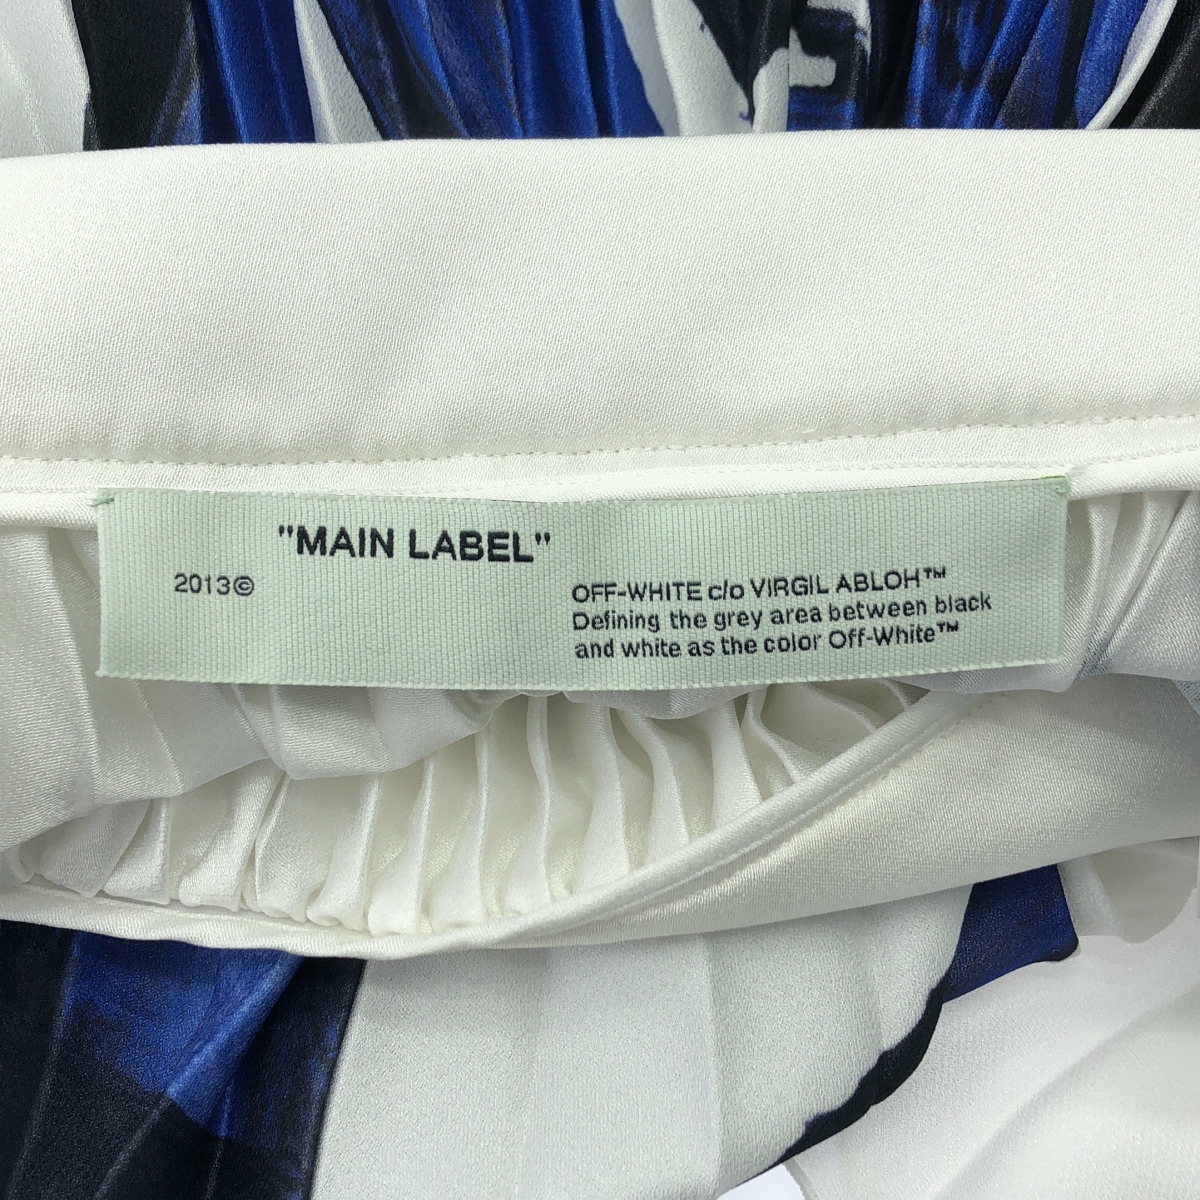 "MAIN LABEL"
2013©
OFF-WHITE c/o VIRGIL ABLOH™
Defining the grey area between black
and white as the color Off-White™